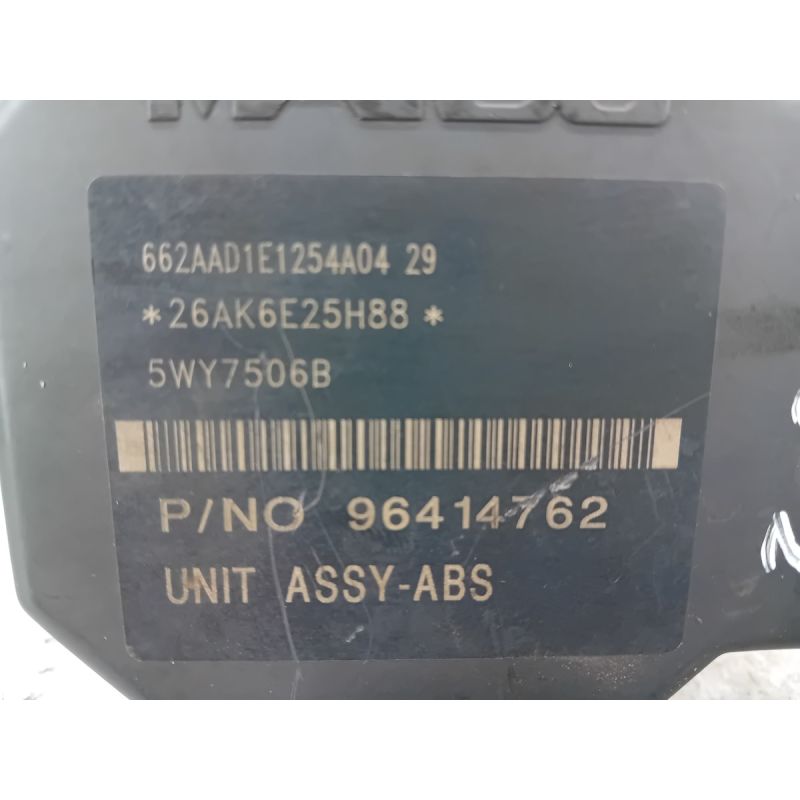 662AAD1E1254A04 29
*26AK6E25H88*
5WY7506B
P/NO 96414762
UNIT ASSY-ABS